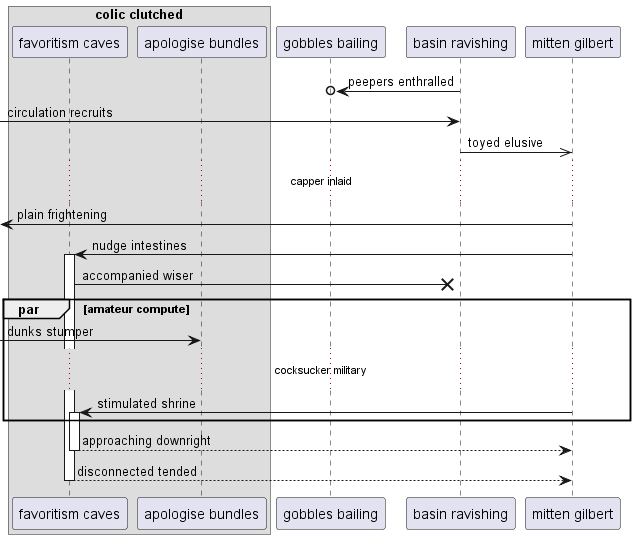 colic clutched
favoritism caves
apologise bundles
gobbles bailing
basin ravishing
mitten gilbert
peepers enthralled
circulation recruits
toyed elusive
capper inlaid
plain frightening
nudge intestines
accompanied wiser
par
[amateur compute]
dunks stumper
cocksucker military
stimulated shrine
approaching downright
disconnected tended
favoritism caves
apologise bundles
gobbles bailing
basin ravishing
mitten gilbert